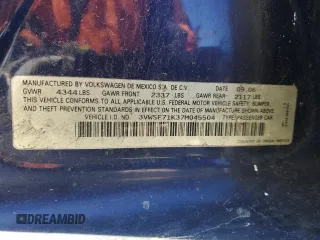 MANUFACTURED BY VOLKSWAGEN DE MEXICO S.A. DE C.V. DATE 09.06
GVWR 4344LBS GAWR FRONT 2337 LBS GAWR REAR 2117LBS
THIS VEHICLE CONFORMS TO ALL APPLICABLE FEDERAL MOTOR VEHICLE SAFETY, BUMPER,
AND THEFT PREVENTION STANDARDS IN EFFECT ON THE DATE OF MANUFACTURE SHOWN ABOVE.
VEHICLE I.D. NO. 3VWSF71K37M045504 TYPE: PASSENGER CAR
DREAMBID